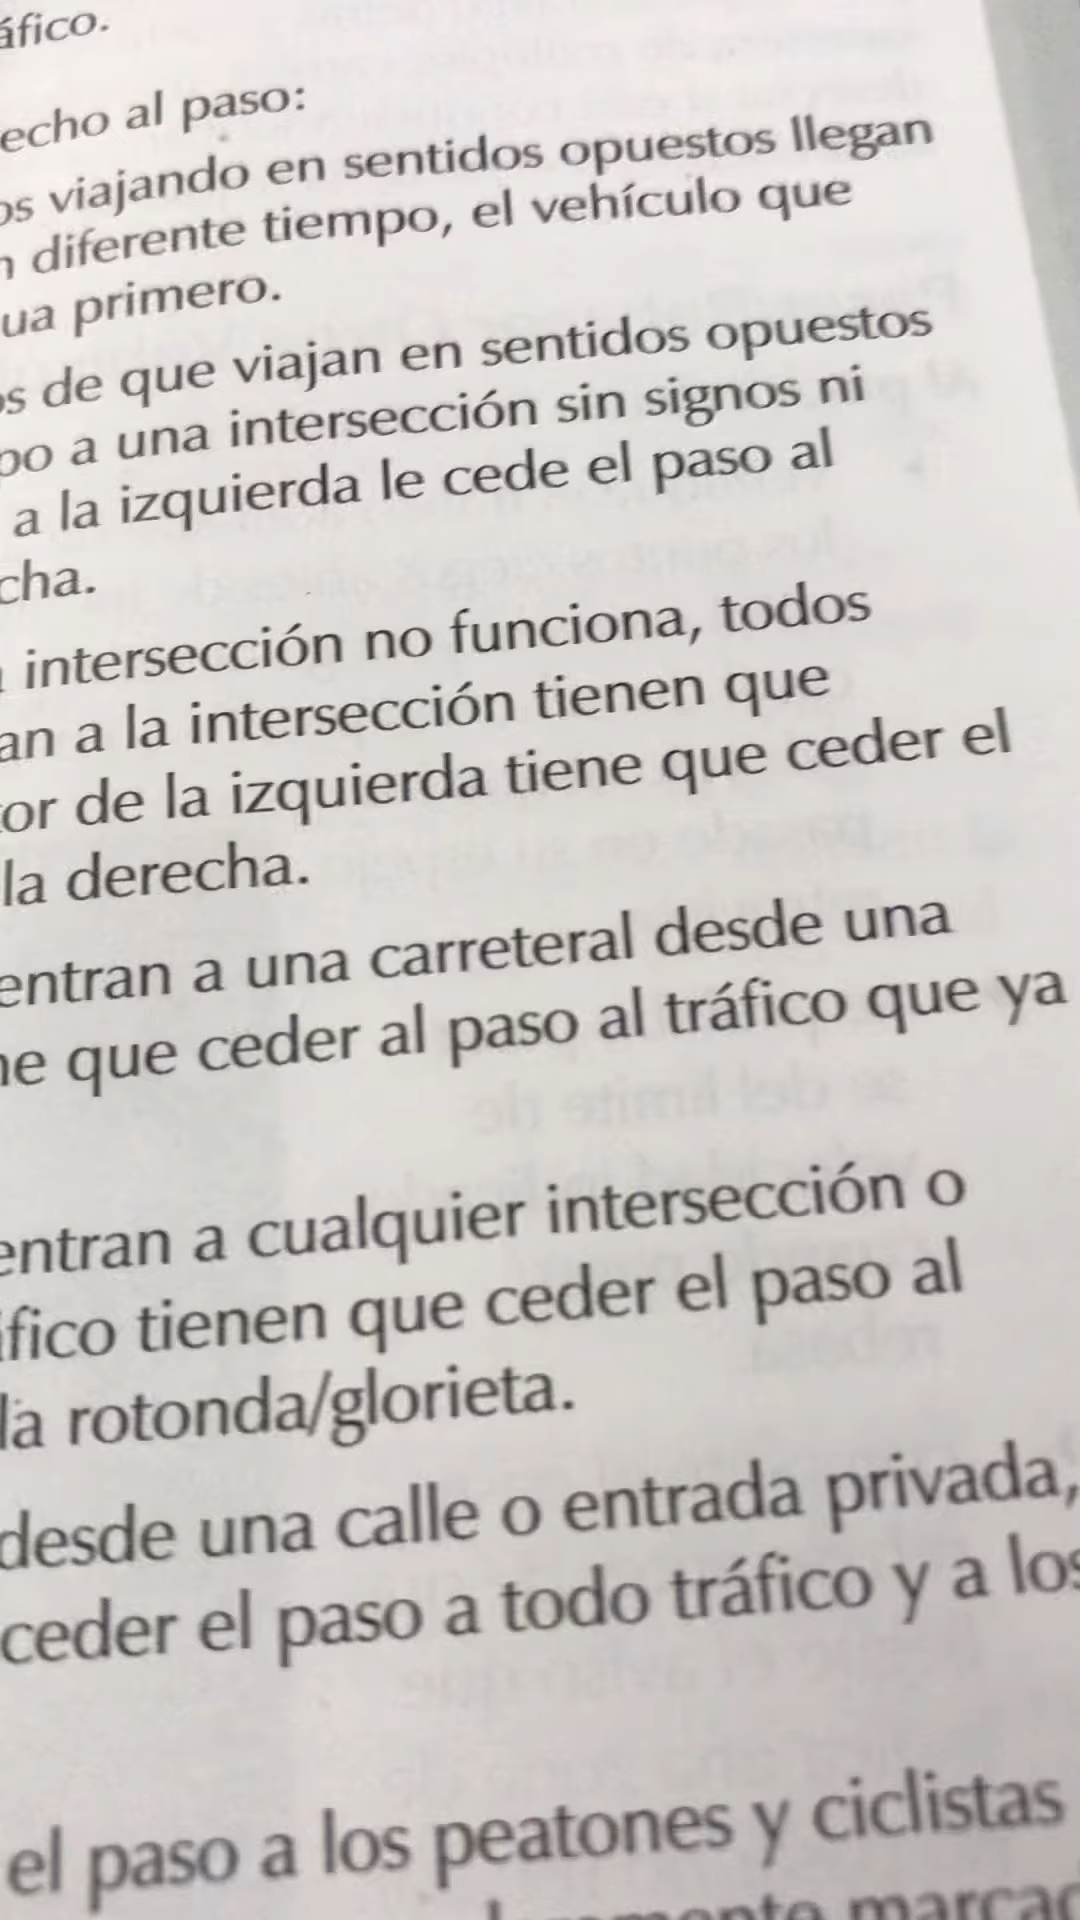 áfico.
echo al paso:
os viajando en sentidos opuestos llegan
n diferente tiempo, el vehículo que
ua primero.
os de que viajan en sentidos opuestos
po a una intersección sin signos ni
a la izquierda le cede el paso al
cha.
intersección no funciona, todos
an a la intersección tienen que
tor de la izquierda tiene que ceder el
la derecha.
entran a una carreteral desde una
ne que ceder al paso al tráfico que ya
entran a cualquier intersección o
fico tienen que ceder el paso al
la rotonda/glorieta.
desde una calle o entrada privada,
ceder el paso a todo tráfico y a los
el paso a los peatones y ciclistas